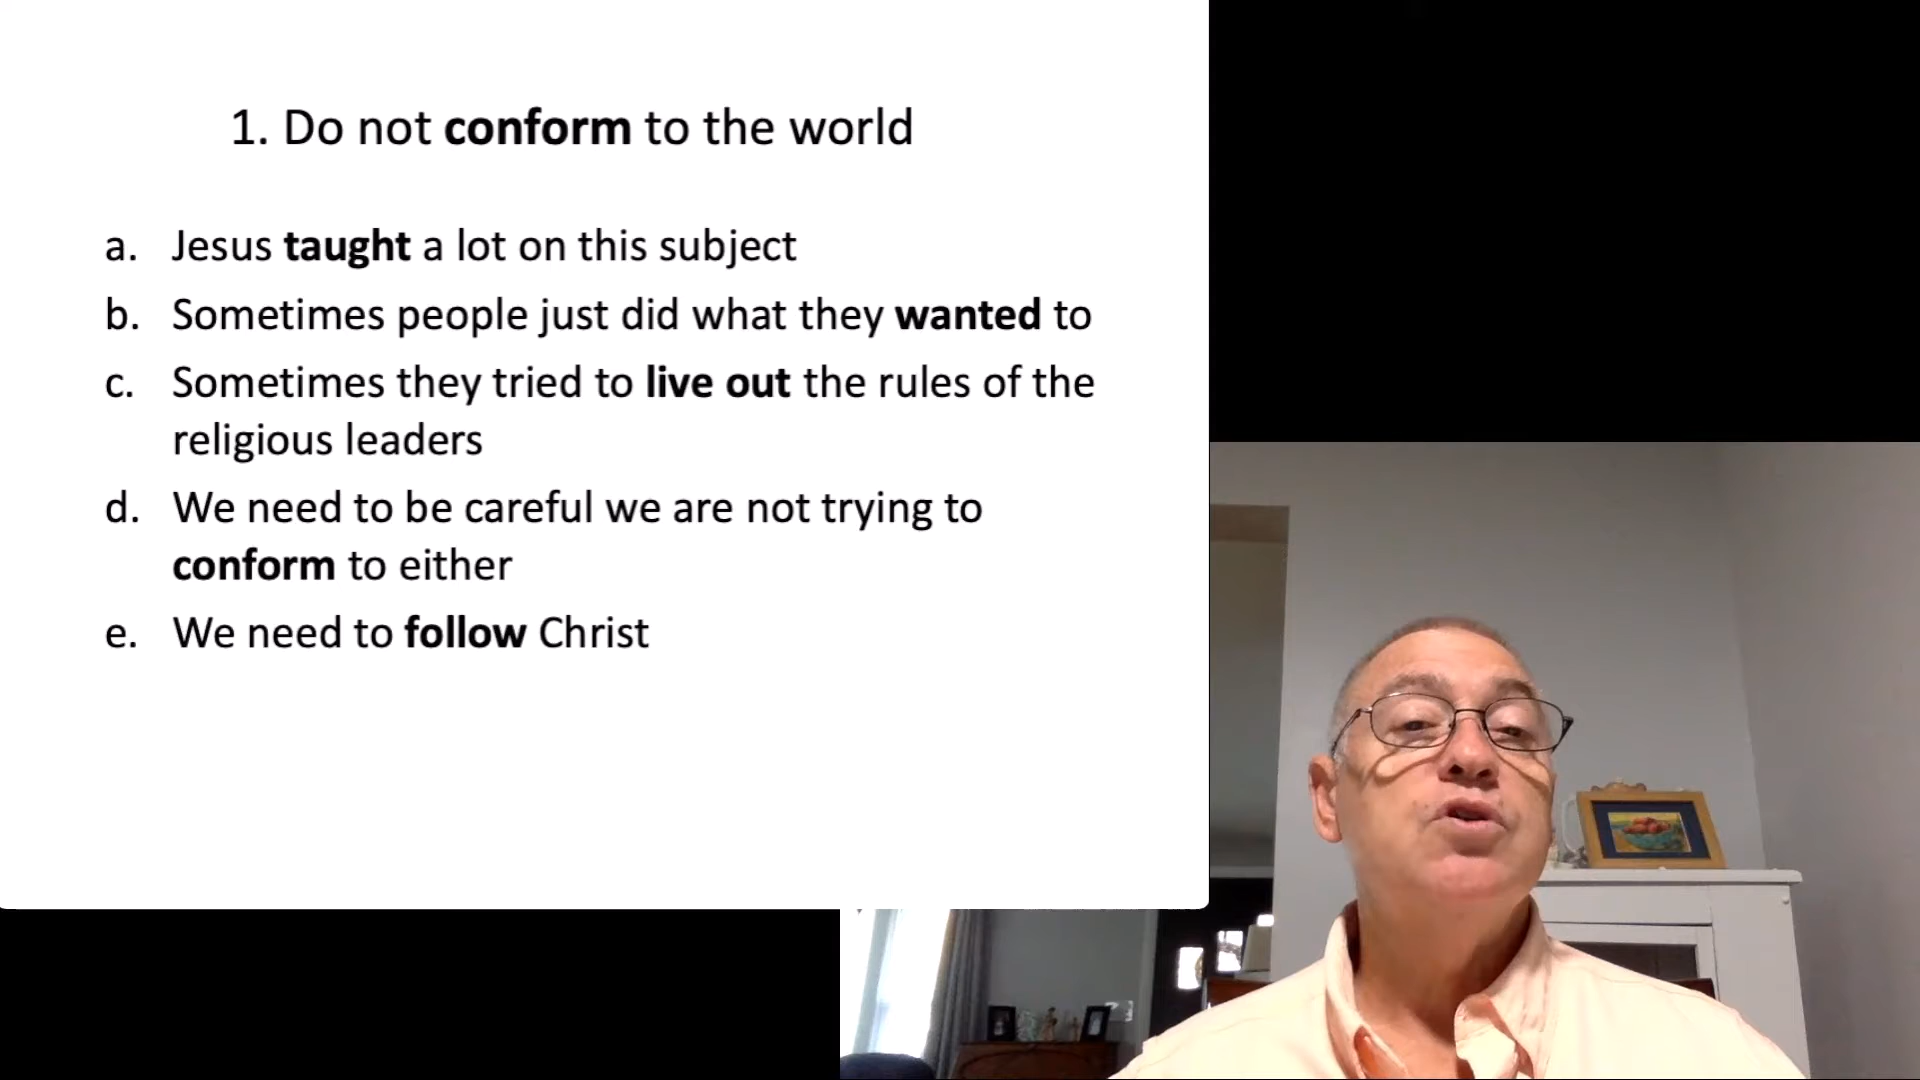 1. Do not conform to the world
a. Jesus taught a lot on this subject
b. Sometimes people just did what they wanted to
c. Sometimes they tried to live out the rules of the
religious leaders
d. We need to be careful we are not trying to
conform to either
e. We need to follow Christ